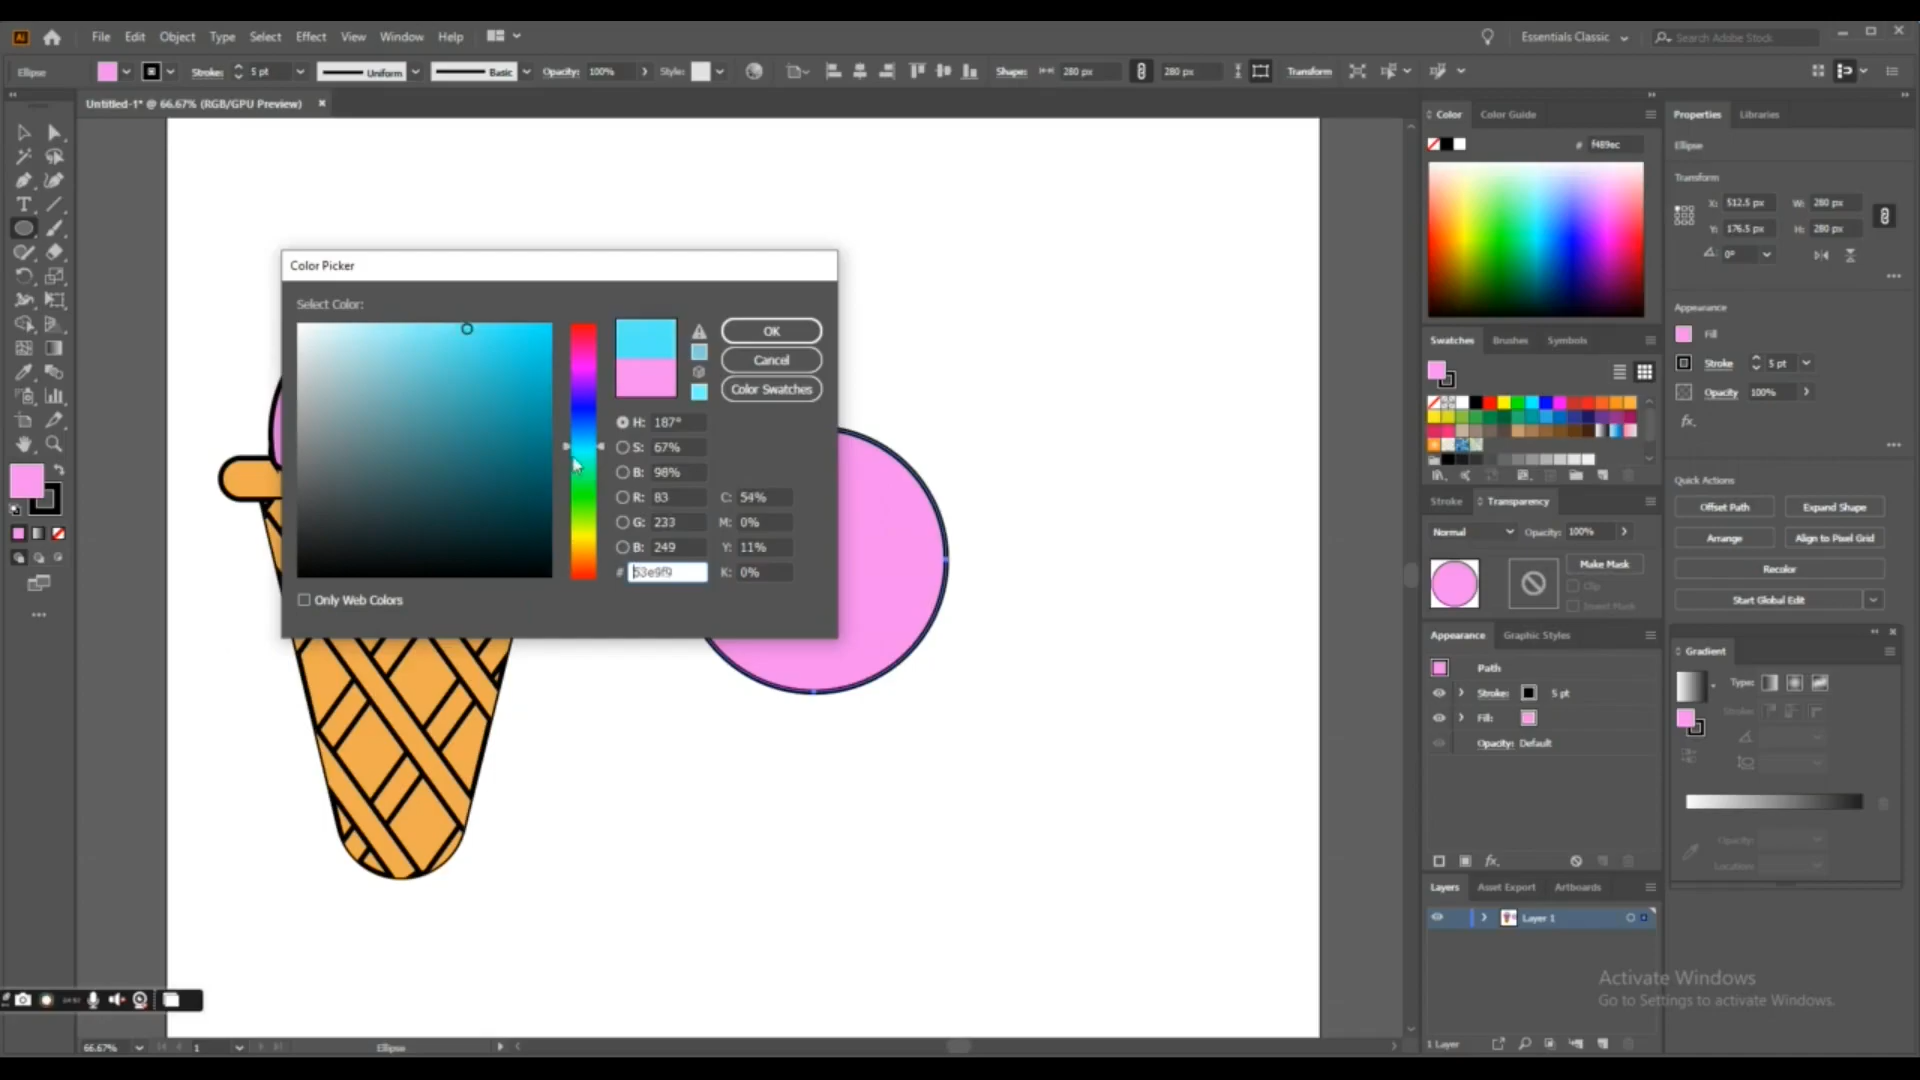 Ai File Edit Object Type Select Effect View Window Help Essentials Classic Search Adobe Stock
Ellipse Stroke: 5 pt Uniform Basic Opacity: 100% Style: Shape: 280 px 280 px Transform
Untitled-1* @ 66.67% (RGB/GPU Preview)
Color Picker
Select Color:
OK
Cancel
Color Swatches
H: 187°
S: 67%
B: 98%
R: 83
G: 233
B: 249
# 53e9f9
C: 54%
M: 0%
Y: 11%
K: 0%
Only Web Colors
Color Color Guide
# f489ec
Swatches Brushes Symbols
Stroke Transparency
Normal Opacity: 100%
Make Mask
Clip
Invert Mask
Appearance Graphic Styles
Path
Stroke: 5 pt
Fill:
Opacity: Default
fx
Layers Asset Export Artboards
Layer 1
1 Layer
Properties Libraries
Ellipse
Transform
X: 512.5 px W: 280 px
Y: 176.5 px H: 280 px
0°
Appearance
Fill
Stroke 5 pt
Opacity 100%
fx
Quick Actions
Offset Path Expand Shape
Arrange Align to Pixel Grid
Recolor
Start Global Edit
Gradient
Type:
Stroke:
Opacity:
Location:
Activate Windows
Go to Settings to activate Windows.
66.67% 1 Ellipse